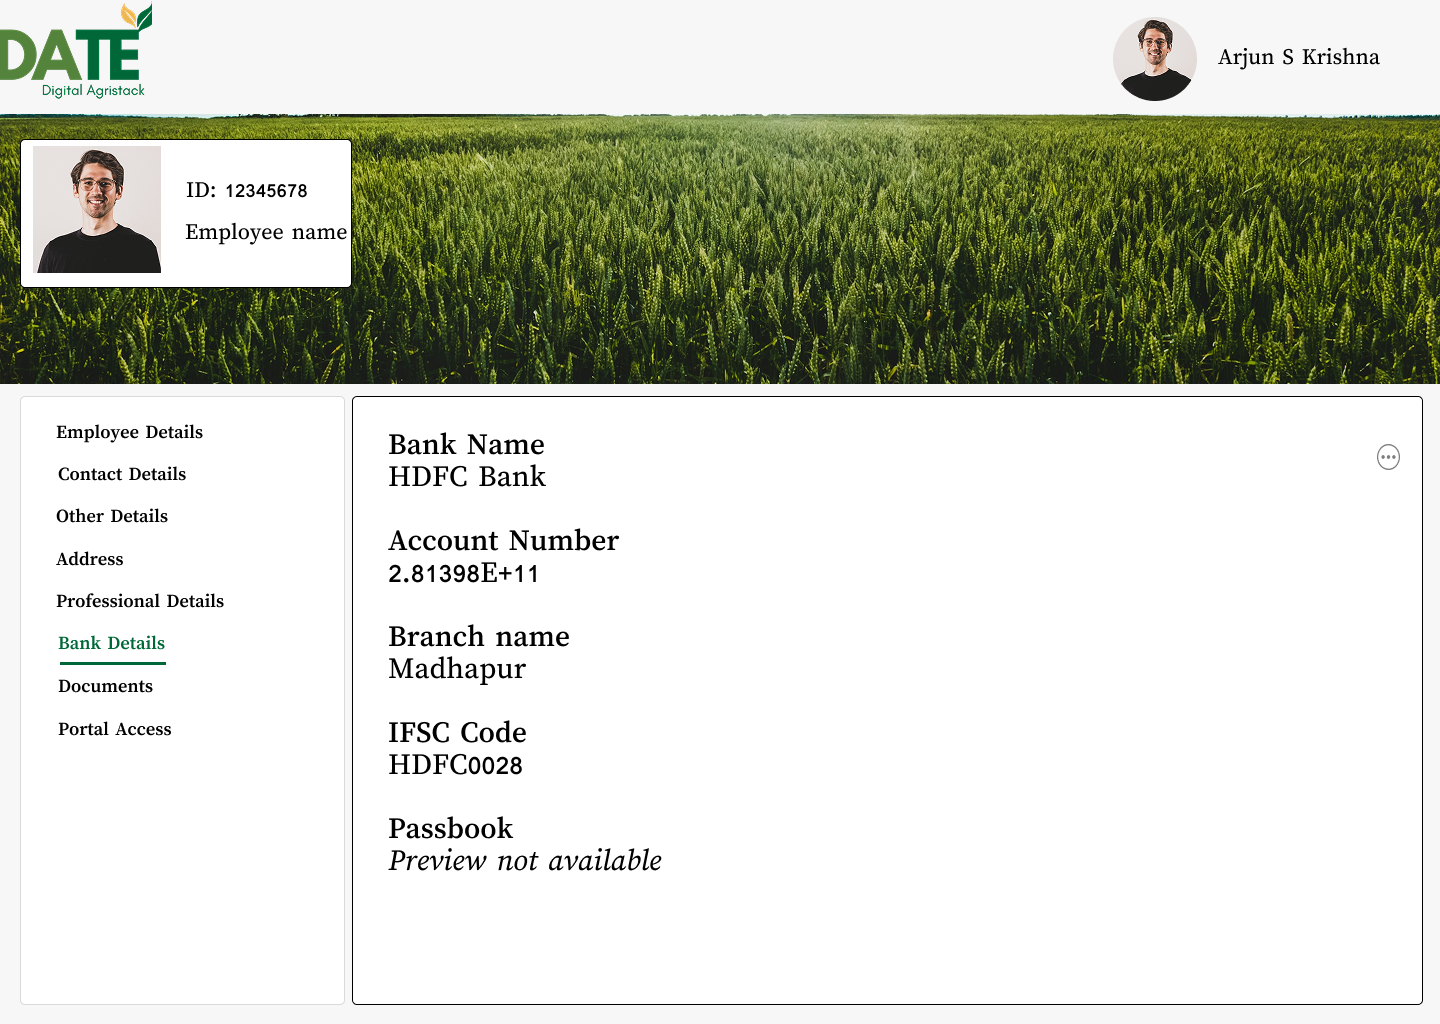 DATE
Digital Agristack
Arjun S Krishna
ID: 12345678
Employee name
Employee Details
Contact Details
Other Details
Address
Professional Details
Bank Details
Documents
Portal Access
Bank Name
HDFC Bank
Account Number
2.81398E+11
Branch name
Madhapur
IFSC Code
HDFC0028
Passbook
Preview not available